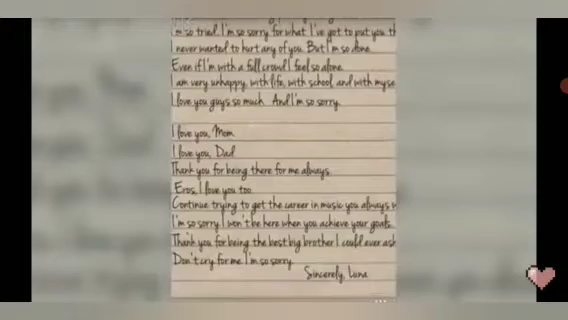 I'm so tried. I'm so sorry for what I've got to put you th
I never wanted to hurt any of you. But I'm so done.
Even if I'm with a full crowd I feel so alone.
I am very unhappy, with life, with school, and with myse
I love you guys so much. And I'm so sorry.
I love you, Mom.
I love you, Dad.
Thank you for being there for me always.
Eros, I love you too.
Continue trying to get the career in music you always w
I'm so sorry I won't be here when you achieve your goals.
Thank you for being the best big brother I could ever ask
Don't cry for me I'm so sorry.
Sincerely, Luna